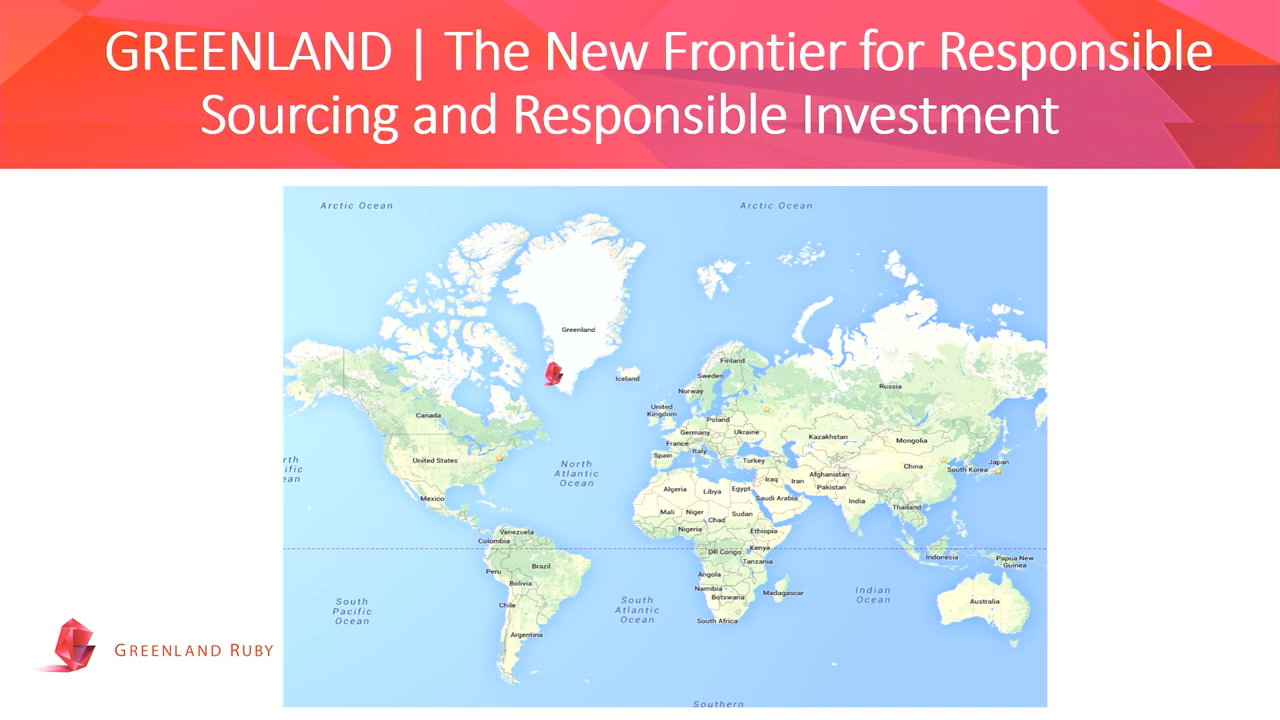 GREENLAND | The New Frontier for Responsible
Sourcing and Responsible Investment
Arctic Ocean
Arctic Ocean
Greenland
Iceland
Finland
Sweden
Norway
Russia
United
Kingdom
Canada
Poland
Germany
Ukraine
France
Italy
Kazakhstan
Mongolia
Spain
Turkey
United States
North
Atlantic
Ocean
rth
ific
ean
China
South Korea
Japan
Afghanistan
Iraq
Iran
Pakistan
Algeria
Libya
Egypt
Saudi Arabia
India
Mexico
Thailand
Mali
Niger
Chad
Sudan
Nigeria
Ethiopia
Venezuela
Colombia
DR Congo
Kenya
Tanzania
Indonesia
Papua New
Guinea
Peru
Brazil
Bolivia
Angola
Namibia
Botswana
Madagascar
South
Pacific
Ocean
South
Atlantic
Ocean
Indian
Ocean
Australia
Chile
South Africa
Argentina
GREENLAND RUBY
Southern